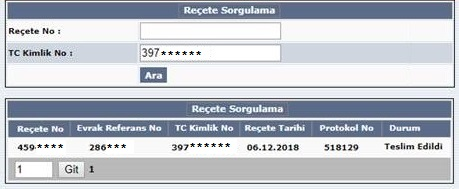 Reçete Sorgulama
Reçete No :
TC Kimlik No : 397******
Ara
Reçete Sorgulama
Reçete No Evrak Referans No TC Kimlik No Reçete Tarihi Protokol No Durum
459**** 286*** 397****** 06.12.2018 518129 Teslim Edildi
1 Git 1